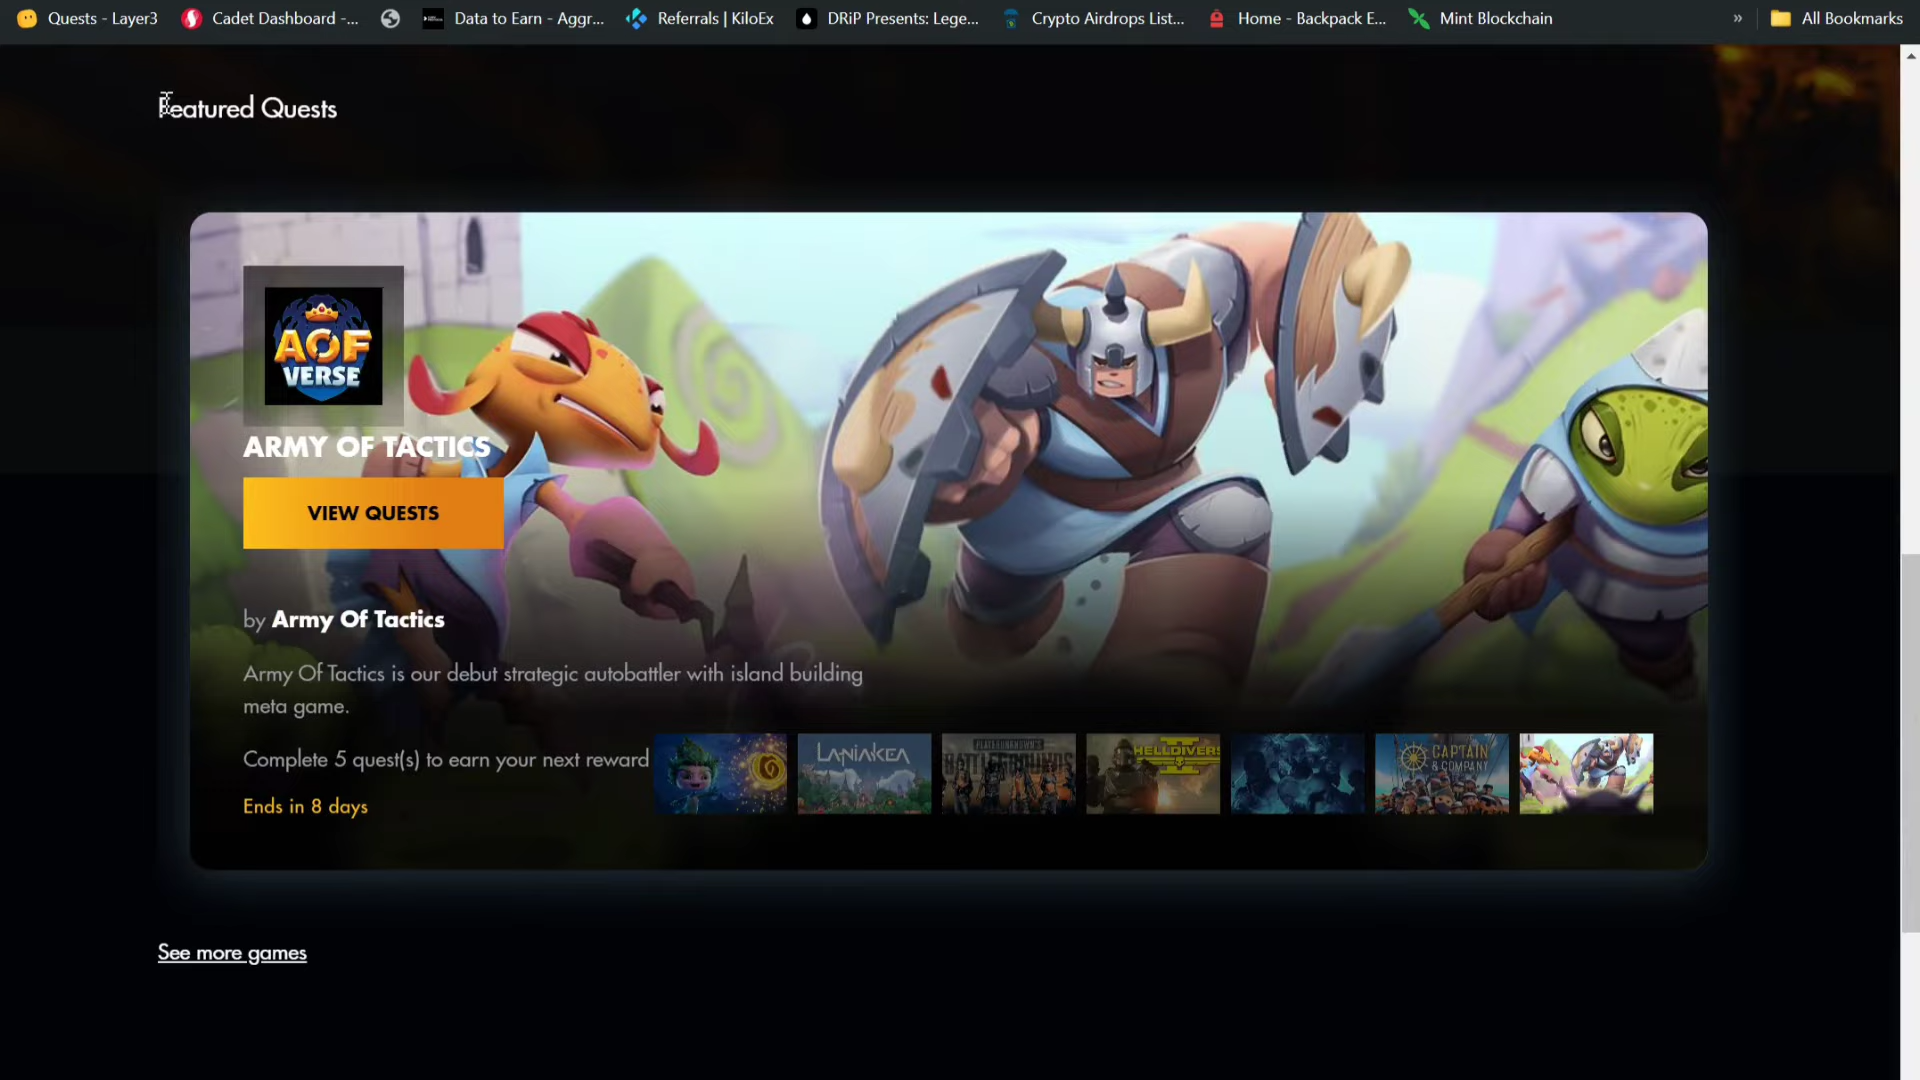 Quests - Layer3
Cadet Dashboard -...
Data to Earn - Aggr...
Referrals | KiloEx
DRiP Presents: Lege...
Crypto Airdrops List...
Home - Backpack E...
Mint Blockchain
»
All Bookmarks
Featured Quests
AOF
VERSE
ARMY OF TACTICS
VIEW QUESTS
by Army Of Tactics
Army Of Tactics is our debut strategic autobattler with island building
meta game.
Complete 5 quest(s) to earn your next reward
Ends in 8 days
LANIAKEA
PLAYERUNKNOWN'S
BATTLEGROUNDS
HELLDIVERS
II
CAPTAIN
& COMPANY
See more games